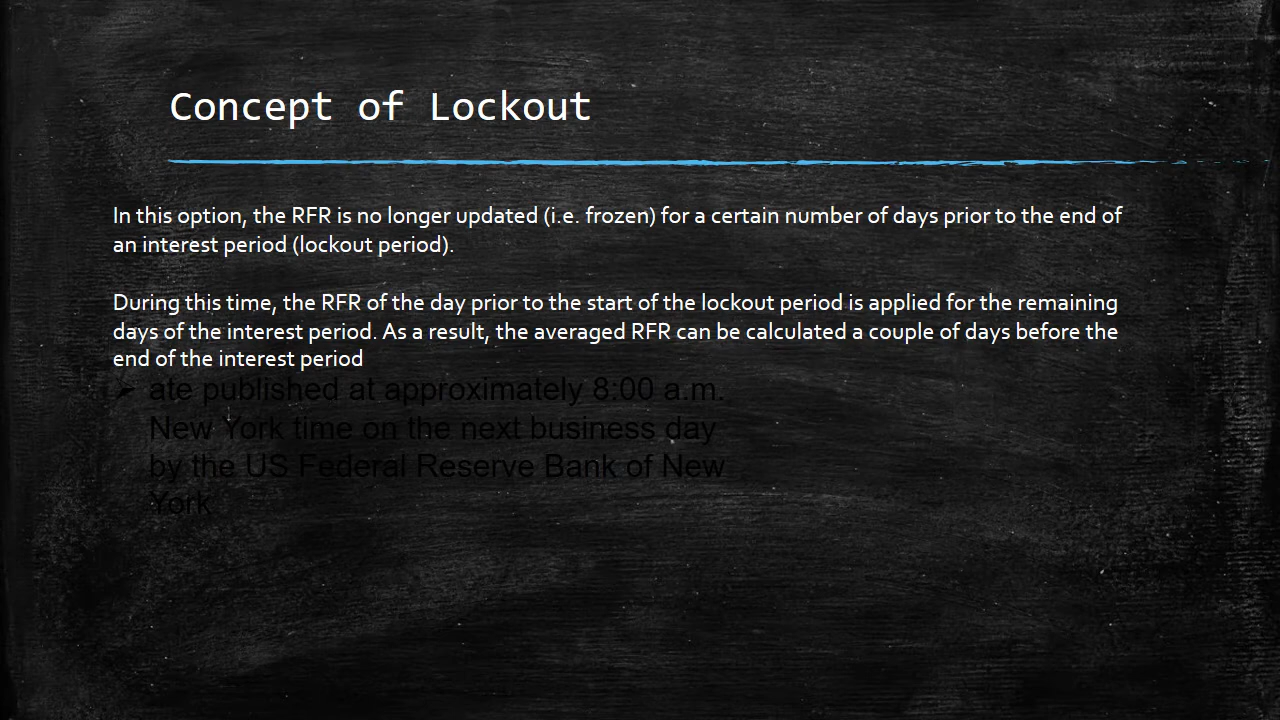 Concept of Lockout
In this option, the RFR is no longer updated (i.e. frozen) for a certain number of days prior to the end of
an interest period (lockout period).
During this time, the RFR of the day prior to the start of the lockout period is applied for the remaining
days of the interest period. As a result, the averaged RFR can be calculated a couple of days before the
end of the interest period
➢ ate published at approximately 8:00 a.m.
New York time on the next business day
by the US Federal Reserve Bank of New
York